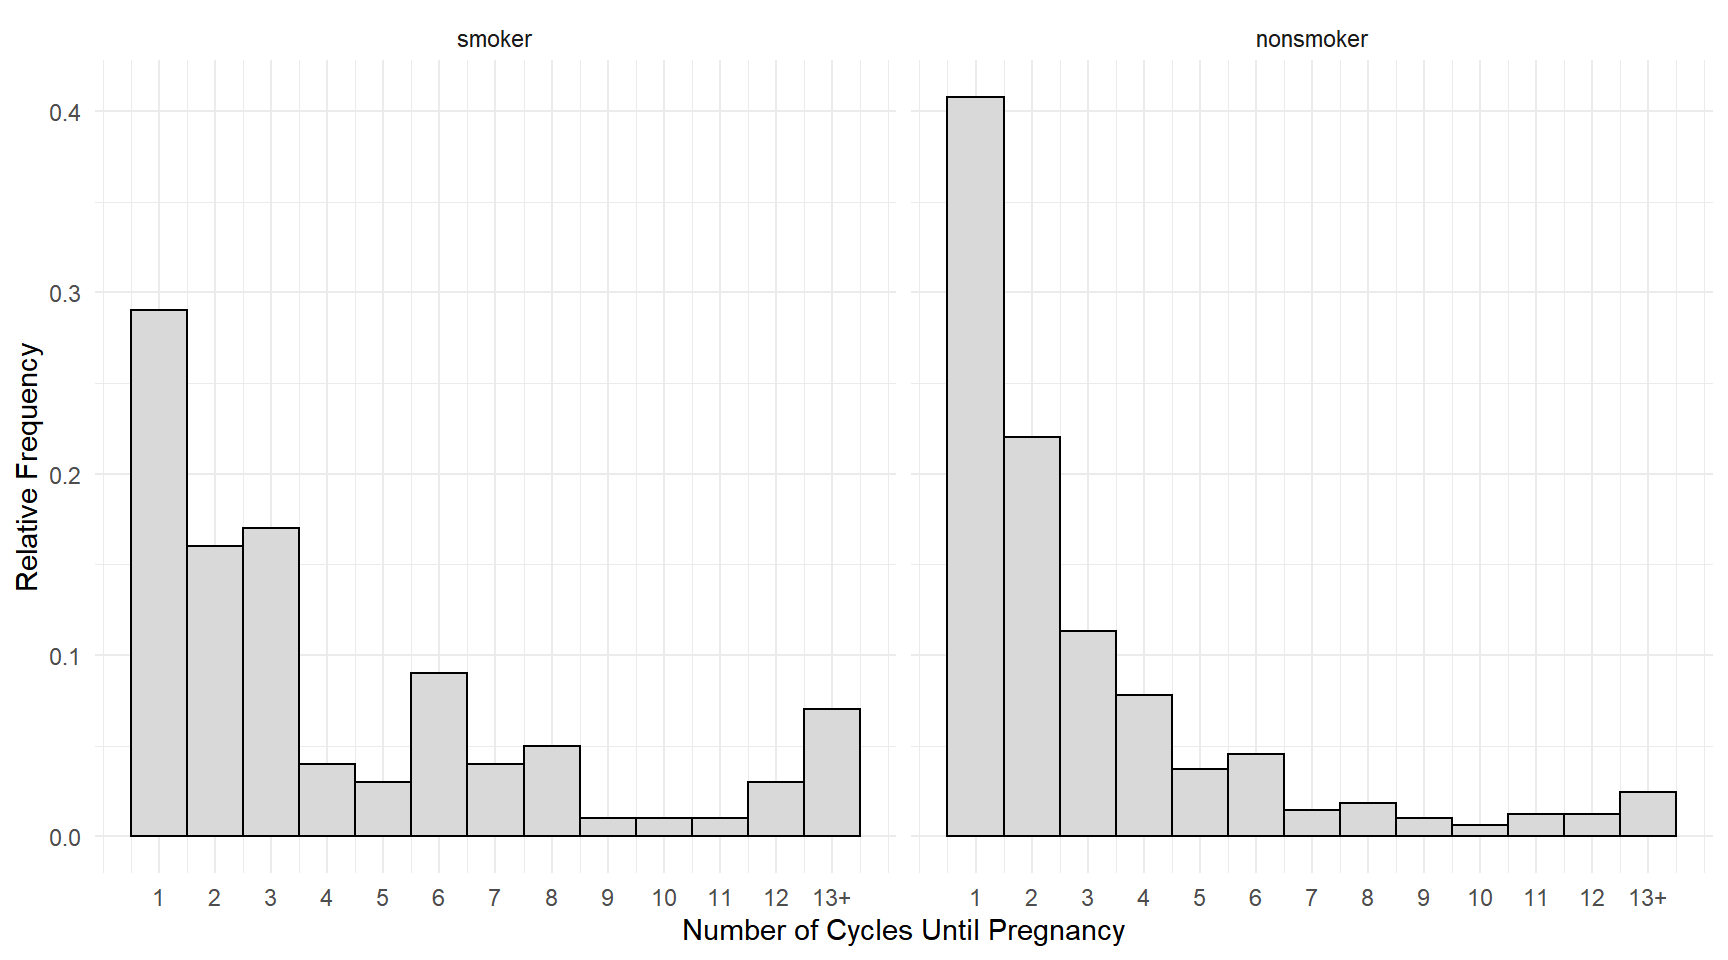 smoker
nonsmoker
0.4
0.3
0.2
0.1
0.0
Relative Frequency
1 2 3 4 5 6 7 8 9 10 11 12 13+
1 2 3 4 5 6 7 8 9 10 11 12 13+
Number of Cycles Until Pregnancy